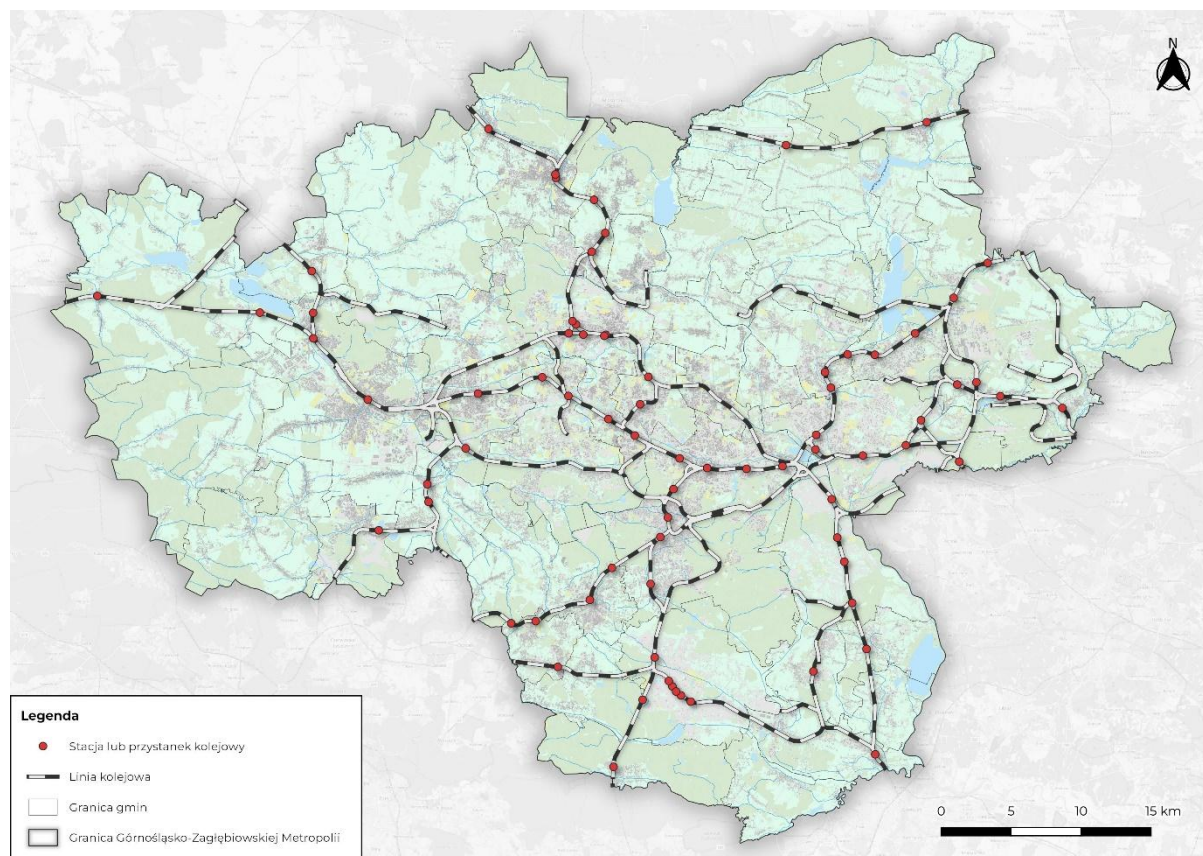 N
Legenda
Stacja lub przystanek kolejowy
Linia kolejowa
Granica gmin
Granica Górnośląsko-Zagłębiowskiej Metropolii
0 5 10 15 km